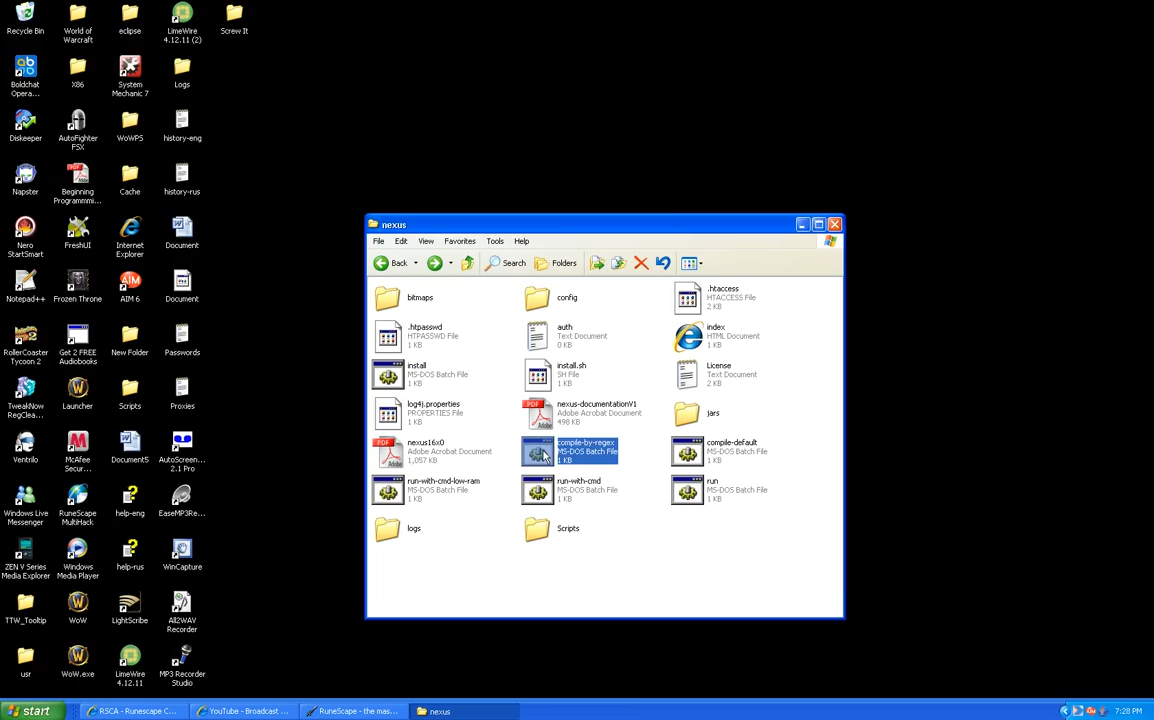 Recycle Bin
World of
Warcraft
eclipse
LimeWire
4.12.11 (2)
Screw It
Boldchat
Opera...
X86
System
Mechanic 7
Logs
Diskeeper
AutoFighter
FSX
WoWPS
history-eng
Napster
Beginning
Programmi...
Cache
history-rus
Nero
StartSmart
FreshUI
Internet
Explorer
Document
Notepad++
Frozen Throne
AIM 6
Document
RollerCoaster
Tycoon 2
Get 2 FREE
Audiobooks
New Folder
Passwords
TweakNow
RegClea...
Launcher
Scripts
Proxies
Ventrilo
McAfee
Secur...
Document5
AutoScreen...
2.1 Pro
Windows Live
Messenger
RuneScape
MultiHack
help-eng
EaseMP3Re...
ZEN V Series
Media Explorer
Windows
Media Player
help-rus
WinCapture
TTW_Tooltip
WoW
LightScribe
All2WAV
Recorder
usr
WoW.exe
LimeWire
4.12.11
MP3 Recorder
Studio
nexus
File Edit View Favorites Tools Help
Back Search Folders
bitmaps
config
.htaccess
HTACCESS File
2 KB
.htpasswd
HTPASSWD File
1 KB
auth
Text Document
0 KB
index
HTML Document
1 KB
install
MS-DOS Batch File
1 KB
install.sh
SH File
1 KB
License
Text Document
2 KB
log4j.properties
PROPERTIES File
1 KB
nexus-documentationV1
Adobe Acrobat Document
498 KB
jars
nexus16x0
Adobe Acrobat Document
1,057 KB
compile-by-regex
MS-DOS Batch File
1 KB
compile-default
MS-DOS Batch File
1 KB
run-with-cmd-low-ram
MS-DOS Batch File
1 KB
run-with-cmd
MS-DOS Batch File
1 KB
run
MS-DOS Batch File
1 KB
logs
Scripts
start
RSCA - Runescape C...
YouTube - Broadcast ...
RuneScape - the mas...
nexus
7:28 PM